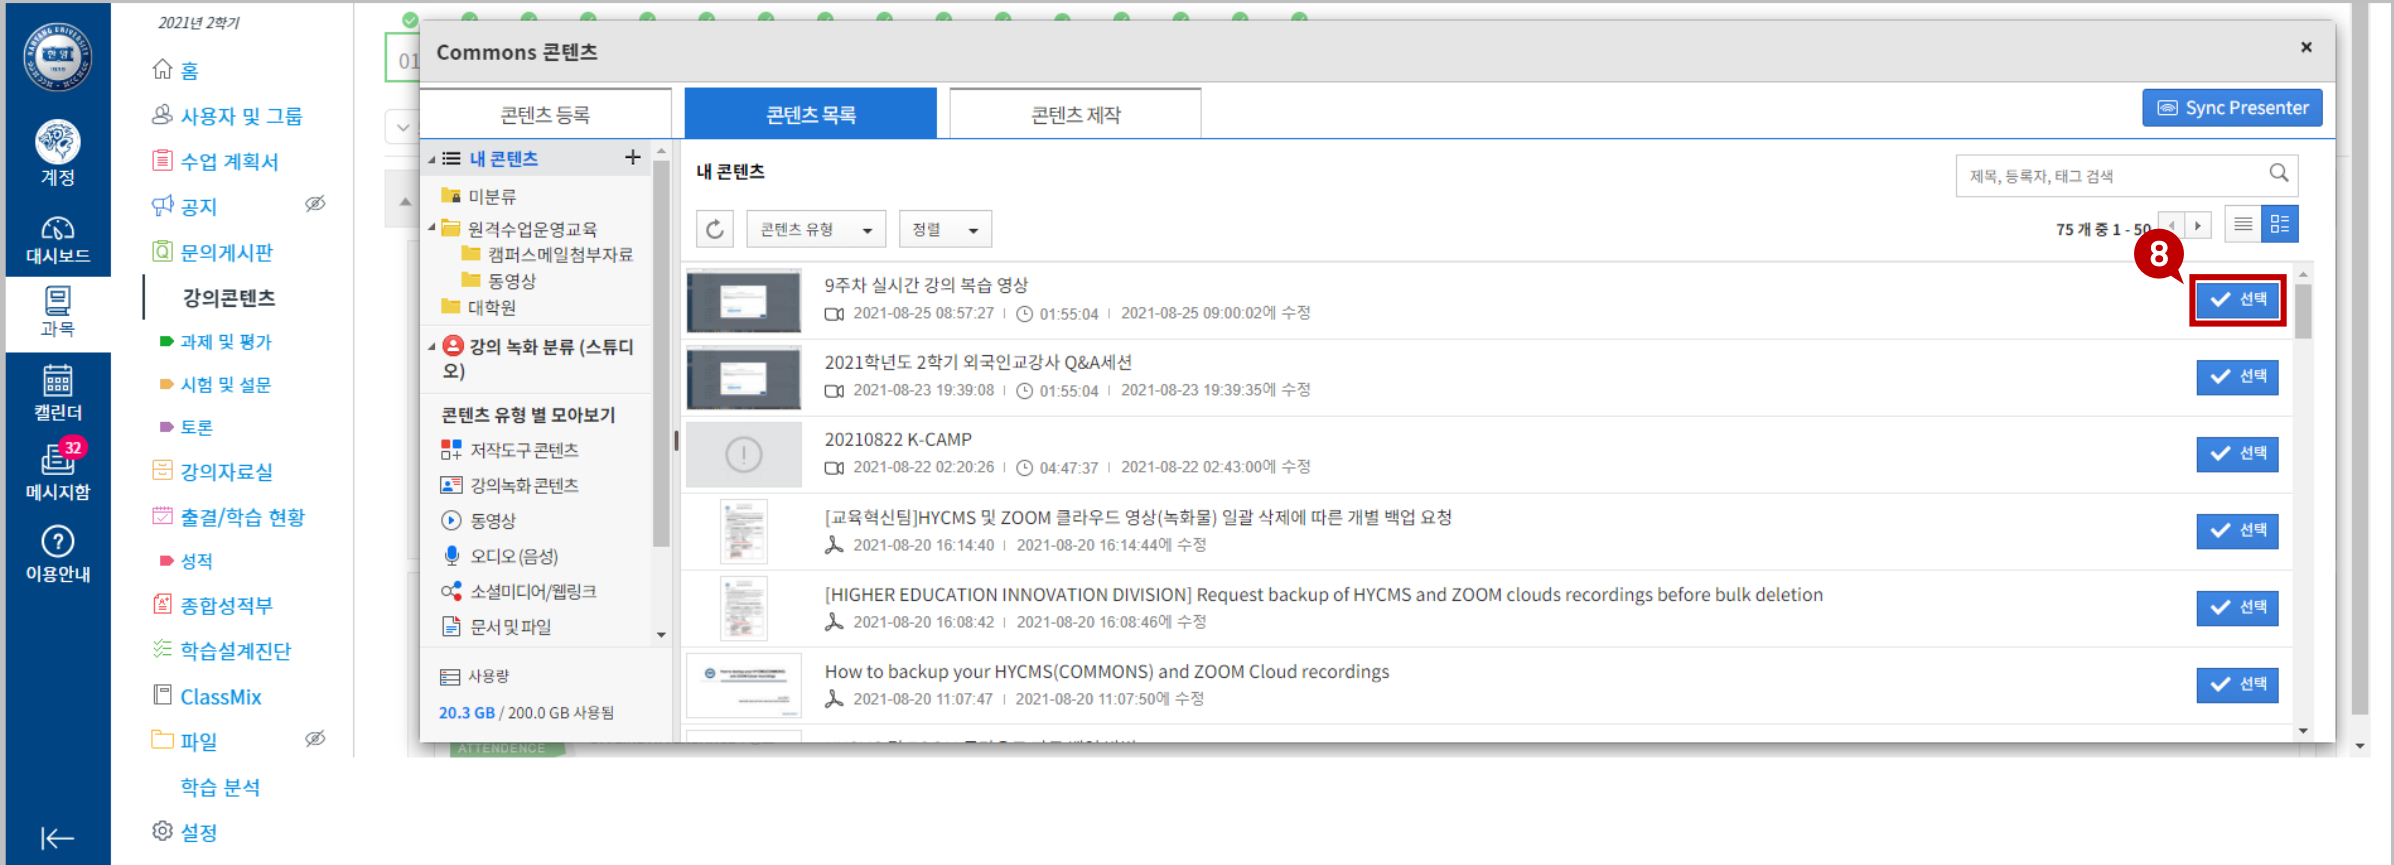 2021년 2학기
홈
사용자 및 그룹
수업 계획서
공지
문의게시판
강의콘텐츠
과제 및 평가
시험 및 설문
토론
강의자료실
출결/학습 현황
성적
종합성적부
학습설계진단
ClassMix
파일
학습 분석
설정
계정
대시보드
과목
캘린더
32
메시지함
이용안내
01
Commons 콘텐츠
×
콘텐츠 등록
콘텐츠 목록
콘텐츠 제작
Sync Presenter
내 콘텐츠
미분류
원격수업운영교육
캠퍼스메일첨부자료
동영상
대학원
강의 녹화 분류 (스튜디
오)
콘텐츠 유형 별 모아보기
저작도구 콘텐츠
강의녹화 콘텐츠
동영상
오디오 (음성)
소셜미디어/웹링크
문서 및 파일
사용량
20.3 GB / 200.0 GB 사용됨
내 콘텐츠
제목, 등록자, 태그 검색
콘텐츠 유형
정렬
75 개 중 1 - 50
8
9주차 실시간 강의 복습 영상
2021-08-25 08:57:27 | 01:55:04 | 2021-08-25 09:00:02에 수정
선택
2021학년도 2학기 외국인교강사 Q&A세션
2021-08-23 19:39:08 | 01:55:04 | 2021-08-23 19:39:35에 수정
선택
20210822 K-CAMP
2021-08-22 02:20:26 | 04:47:37 | 2021-08-22 02:43:00에 수정
선택
[교육혁신팀]HYCMS 및 ZOOM 클라우드 영상(녹화물) 일괄 삭제에 따른 개별 백업 요청
2021-08-20 16:14:40 | 2021-08-20 16:14:44에 수정
선택
[HIGHER EDUCATION INNOVATION DIVISION] Request backup of HYCMS and ZOOM clouds recordings before bulk deletion
2021-08-20 16:08:42 | 2021-08-20 16:08:46에 수정
선택
How to backup your HYCMS(COMMONS) and ZOOM Cloud recordings
2021-08-20 11:07:47 | 2021-08-20 11:07:50에 수정
선택
ATTENDENCE